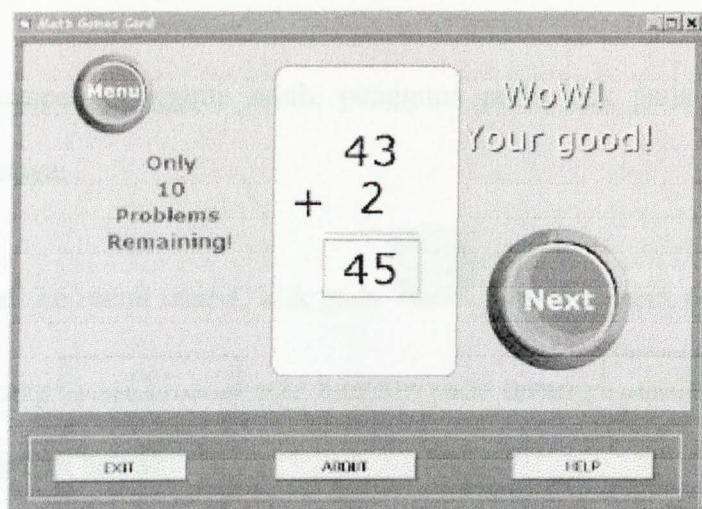 Math Games Card
Menu
Only
10
Problems
Remaining!
43
+ 2
45
WoW!
Your good!
Next
EXIT
ABOUT
HELP